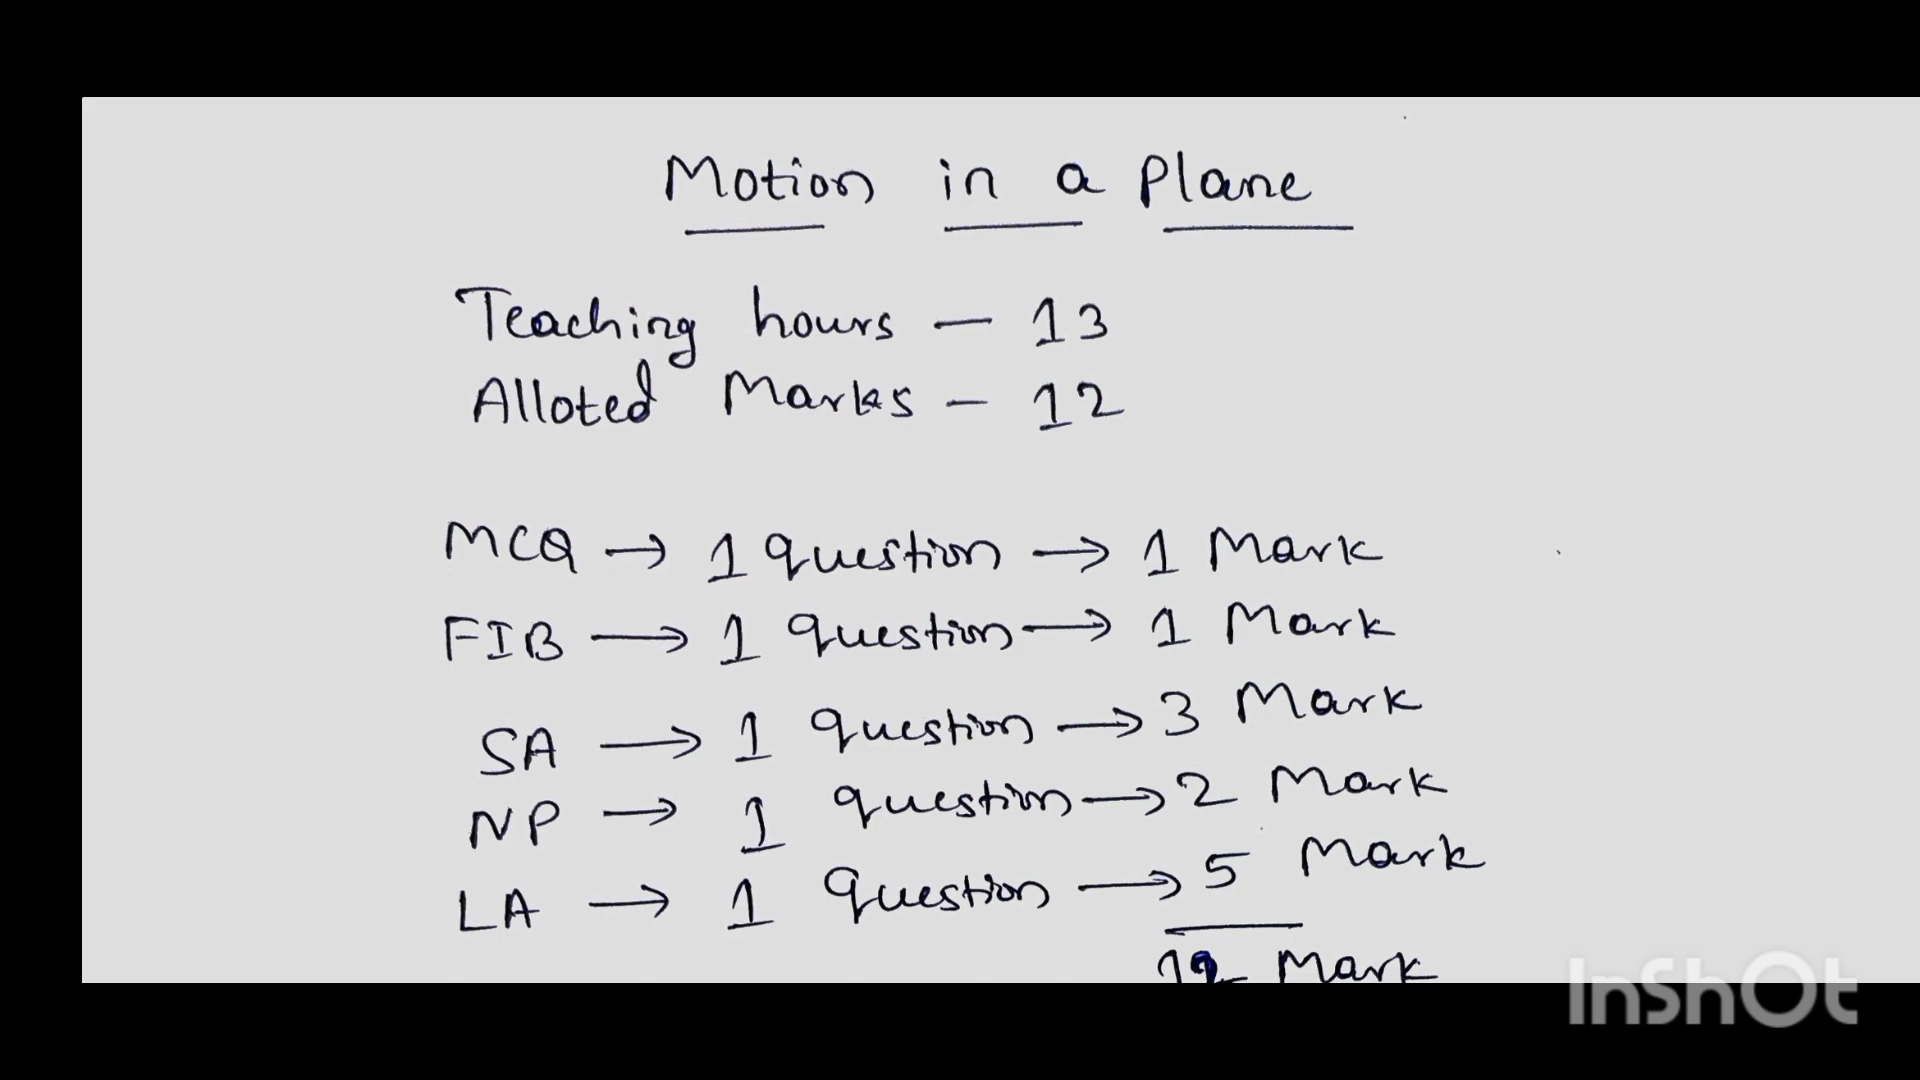 Motion in a Plane
Teaching hours — 13
Alloted Marks — 12
MCQ → 1 question → 1 Mark
FIB → 1 question → 1 Mark
SA → 1 question → 3 Mark
NP → 1 question → 2 Mark
LA → 1 question → 5 Mark
12 Mark
InShOt